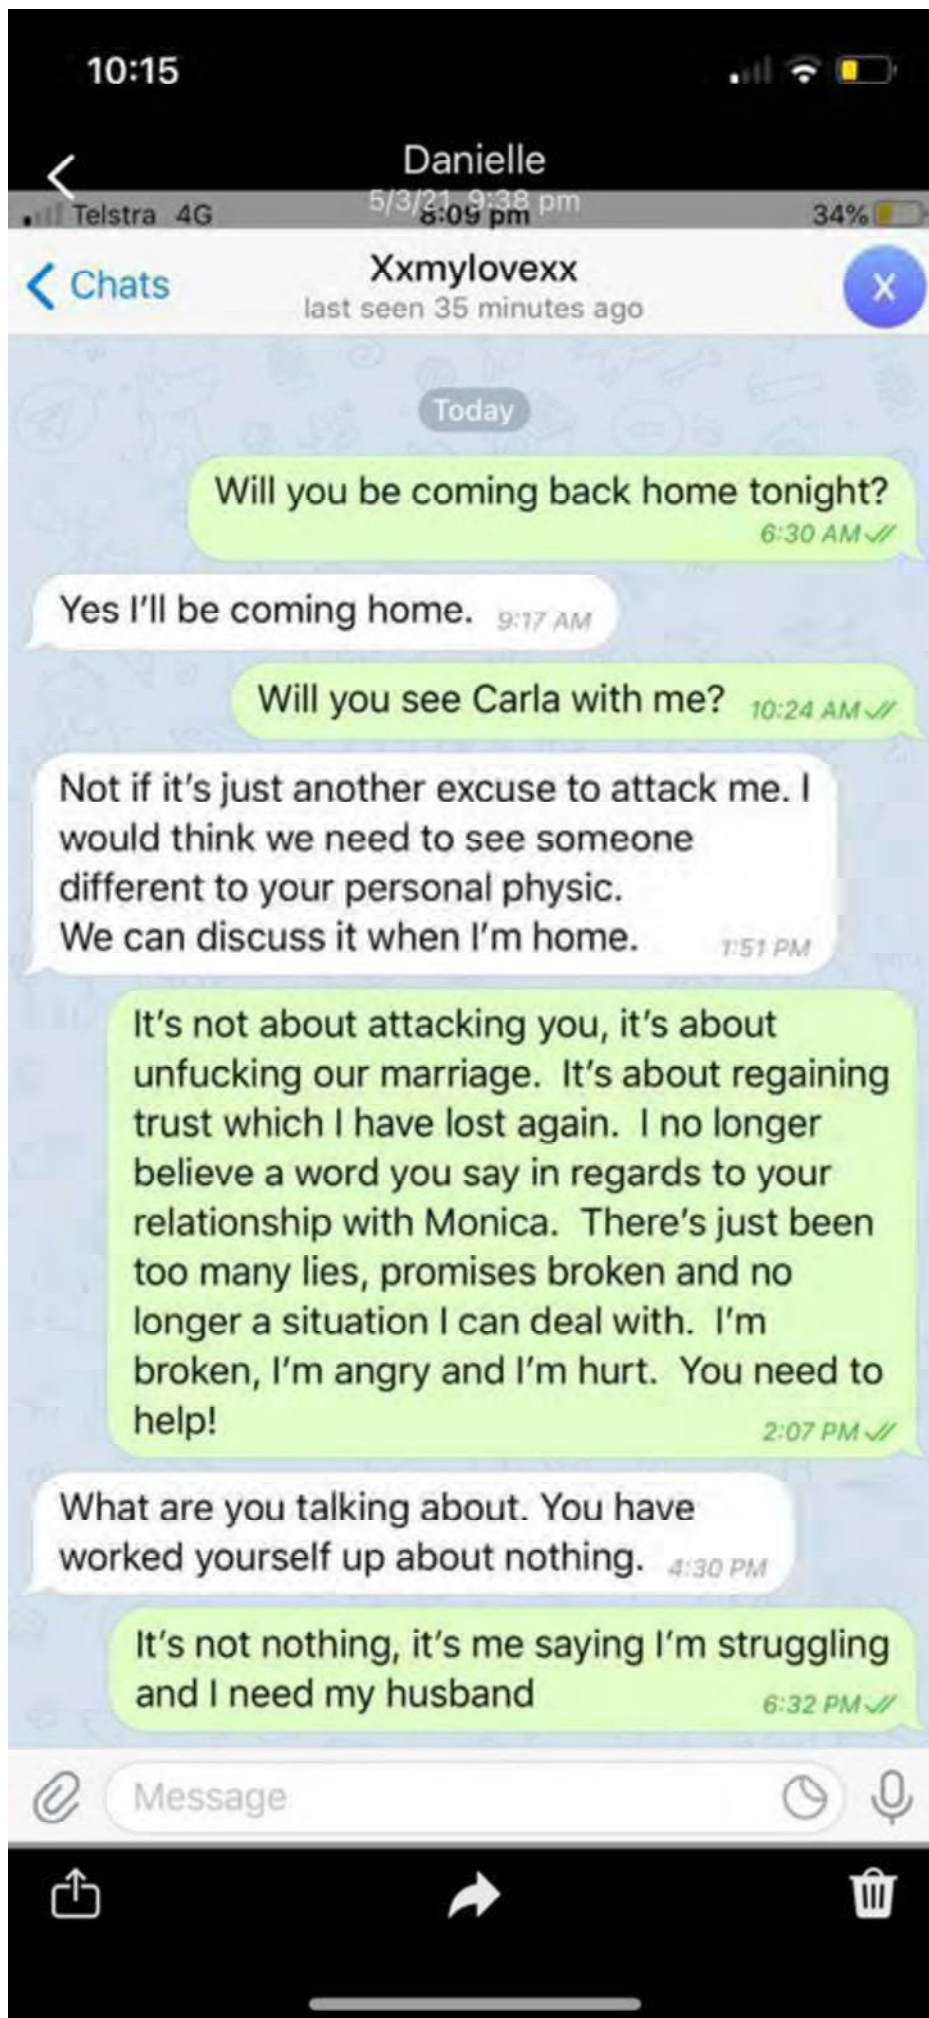 10:15
Danielle
5/3/21, 9:38 pm
Telstra 4G
8:09 pm
34%
Chats
Xxmylovexx
last seen 35 minutes ago
X
Today
Will you be coming back home tonight?
6:30 AM
Yes I'll be coming home. 9:17 AM
Will you see Carla with me? 10:24 AM
Not if it's just another excuse to attack me. I
would think we need to see someone
different to your personal physic.
We can discuss it when I'm home. 1:51 PM
It's not about attacking you, it's about
unfucking our marriage. It's about regaining
trust which I have lost again. I no longer
believe a word you say in regards to your
relationship with Monica. There's just been
too many lies, promises broken and no
longer a situation I can deal with. I'm
broken, I'm angry and I'm hurt. You need to
help! 2:07 PM
What are you talking about. You have
worked yourself up about nothing. 4:30 PM
It's not nothing, it's me saying I'm struggling
and I need my husband 6:32 PM
Message